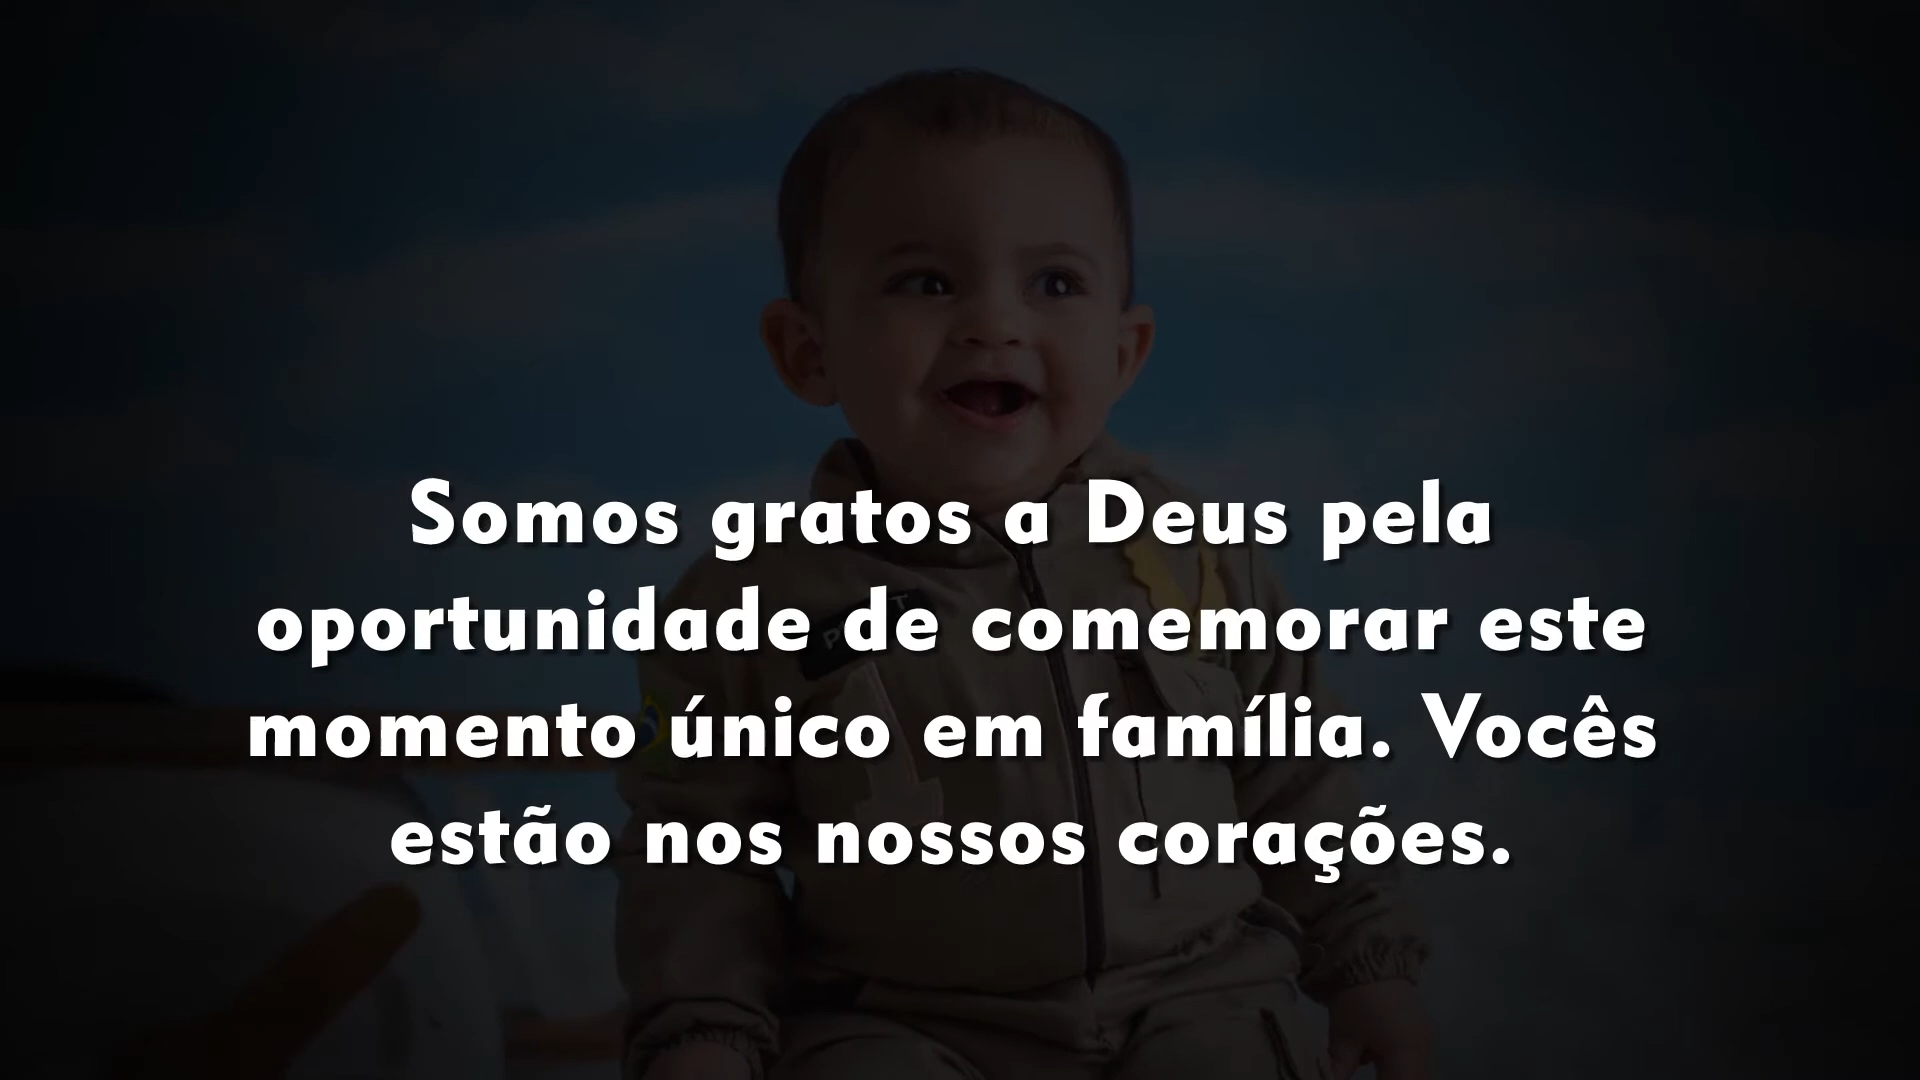 Somos gratos a Deus pela
oportunidade de comemorar este
momento único em família. Vocês
estão nos nossos corações.